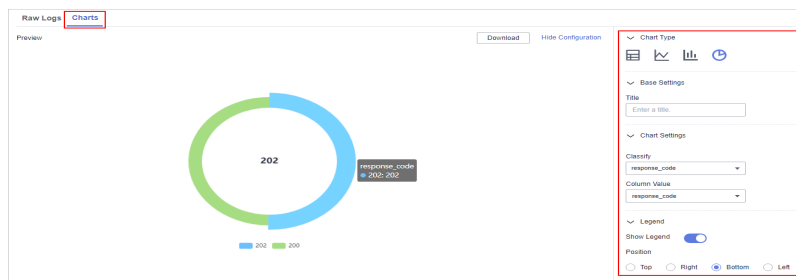 Raw Logs Charts
Preview Download Hide Configuration
Chart Type
Base Settings
Title
Enter a title.
Chart Settings
Classify
response_code
Column Value
response_code
Legend
Show Legend
Position
Top Right Bottom Left
202
response_code
202: 202
202 200